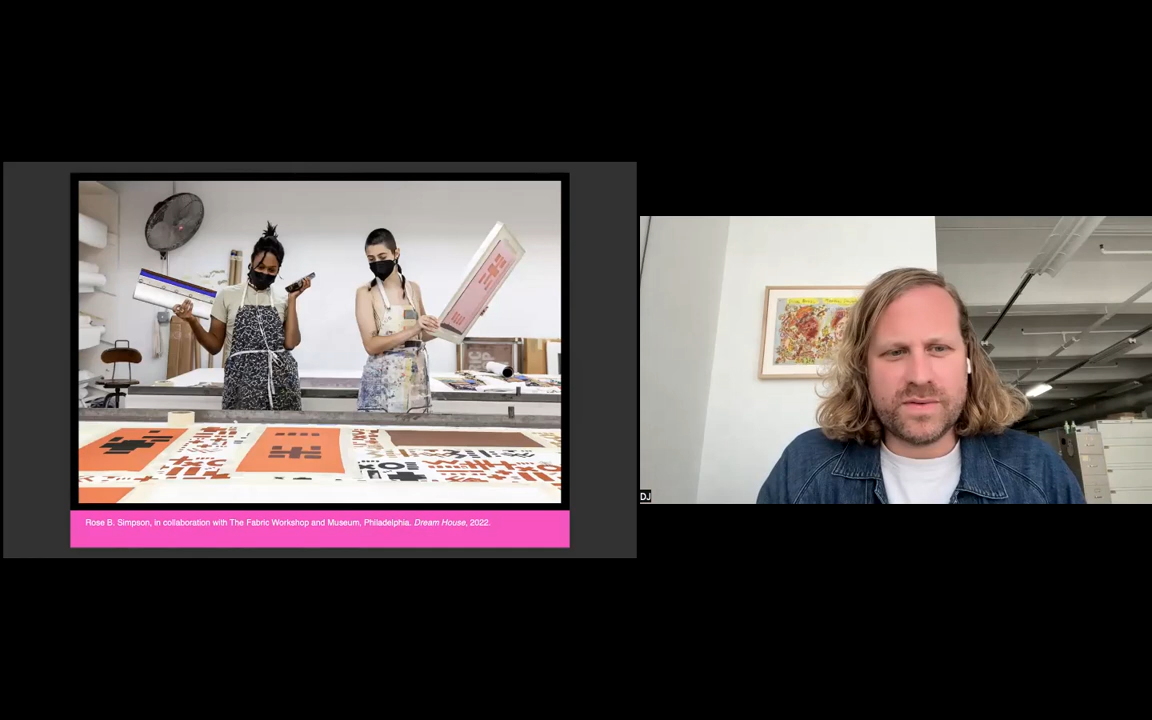 Rose B. Simpson, in collaboration with The Fabric Workshop and Museum, Philadelphia. Dream House, 2022.
DJ